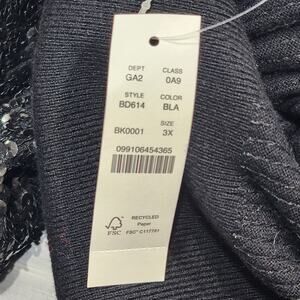 DEPT CLASS
GA2 0A9
STYLE COLOR
BD614 BLA
SIZE
BK0001 3X
099106454365
RECYCLED
Paper
FSC
FSC® C117781